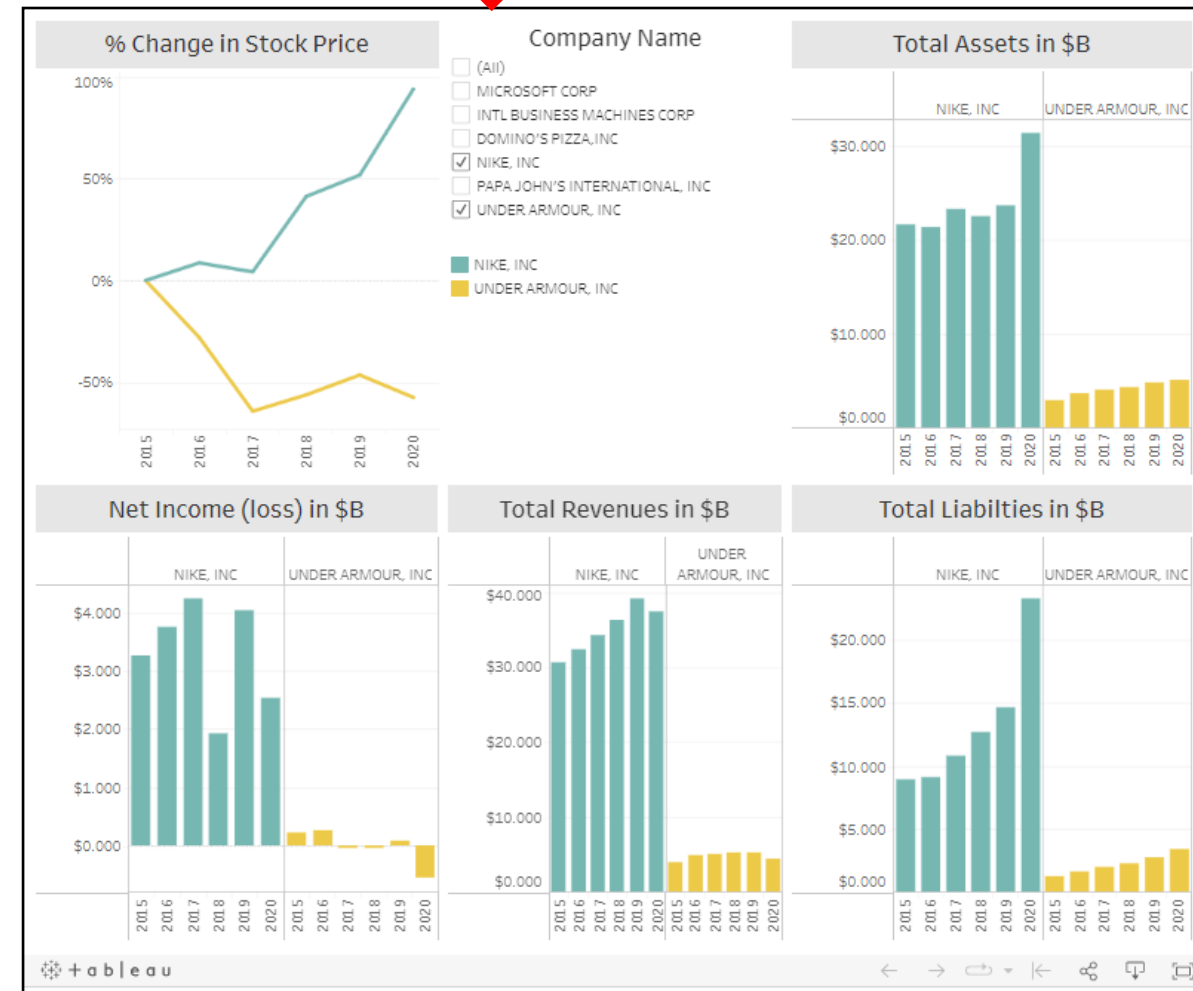 % Change in Stock Price
100%
50%
0%
-50%
2015 2016 2017 2018 2019 2020
Company Name
(All)
MICROSOFT CORP
INTL BUSINESS MACHINES CORP
DOMINO'S PIZZA,INC
NIKE, INC
PAPA JOHN'S INTERNATIONAL, INC
UNDER ARMOUR, INC
NIKE, INC
UNDER ARMOUR, INC
Total Assets in $B
NIKE, INC UNDER ARMOUR, INC
$30.000
$20.000
$10.000
$0.000
2015 2016 2017 2018 2019 2020 2015 2016 2017 2018 2019 2020
Net Income (loss) in $B
NIKE, INC UNDER ARMOUR, INC
$4.000
$3.000
$2.000
$1.000
$0.000
2015 2016 2017 2018 2019 2020 2015 2016 2017 2018 2019 2020
Total Revenues in $B
NIKE, INC UNDER
ARMOUR, INC
$40.000
$30.000
$20.000
$10.000
$0.000
2015 2016 2017 2018 2019 2020 2015 2016 2017 2018 2019 2020
Total Liabilties in $B
NIKE, INC UNDER ARMOUR, INC
$20.000
$15.000
$10.000
$5.000
$0.000
2015 2016 2017 2018 2019 2020 2015 2016 2017 2018 2019 2020
+ableau